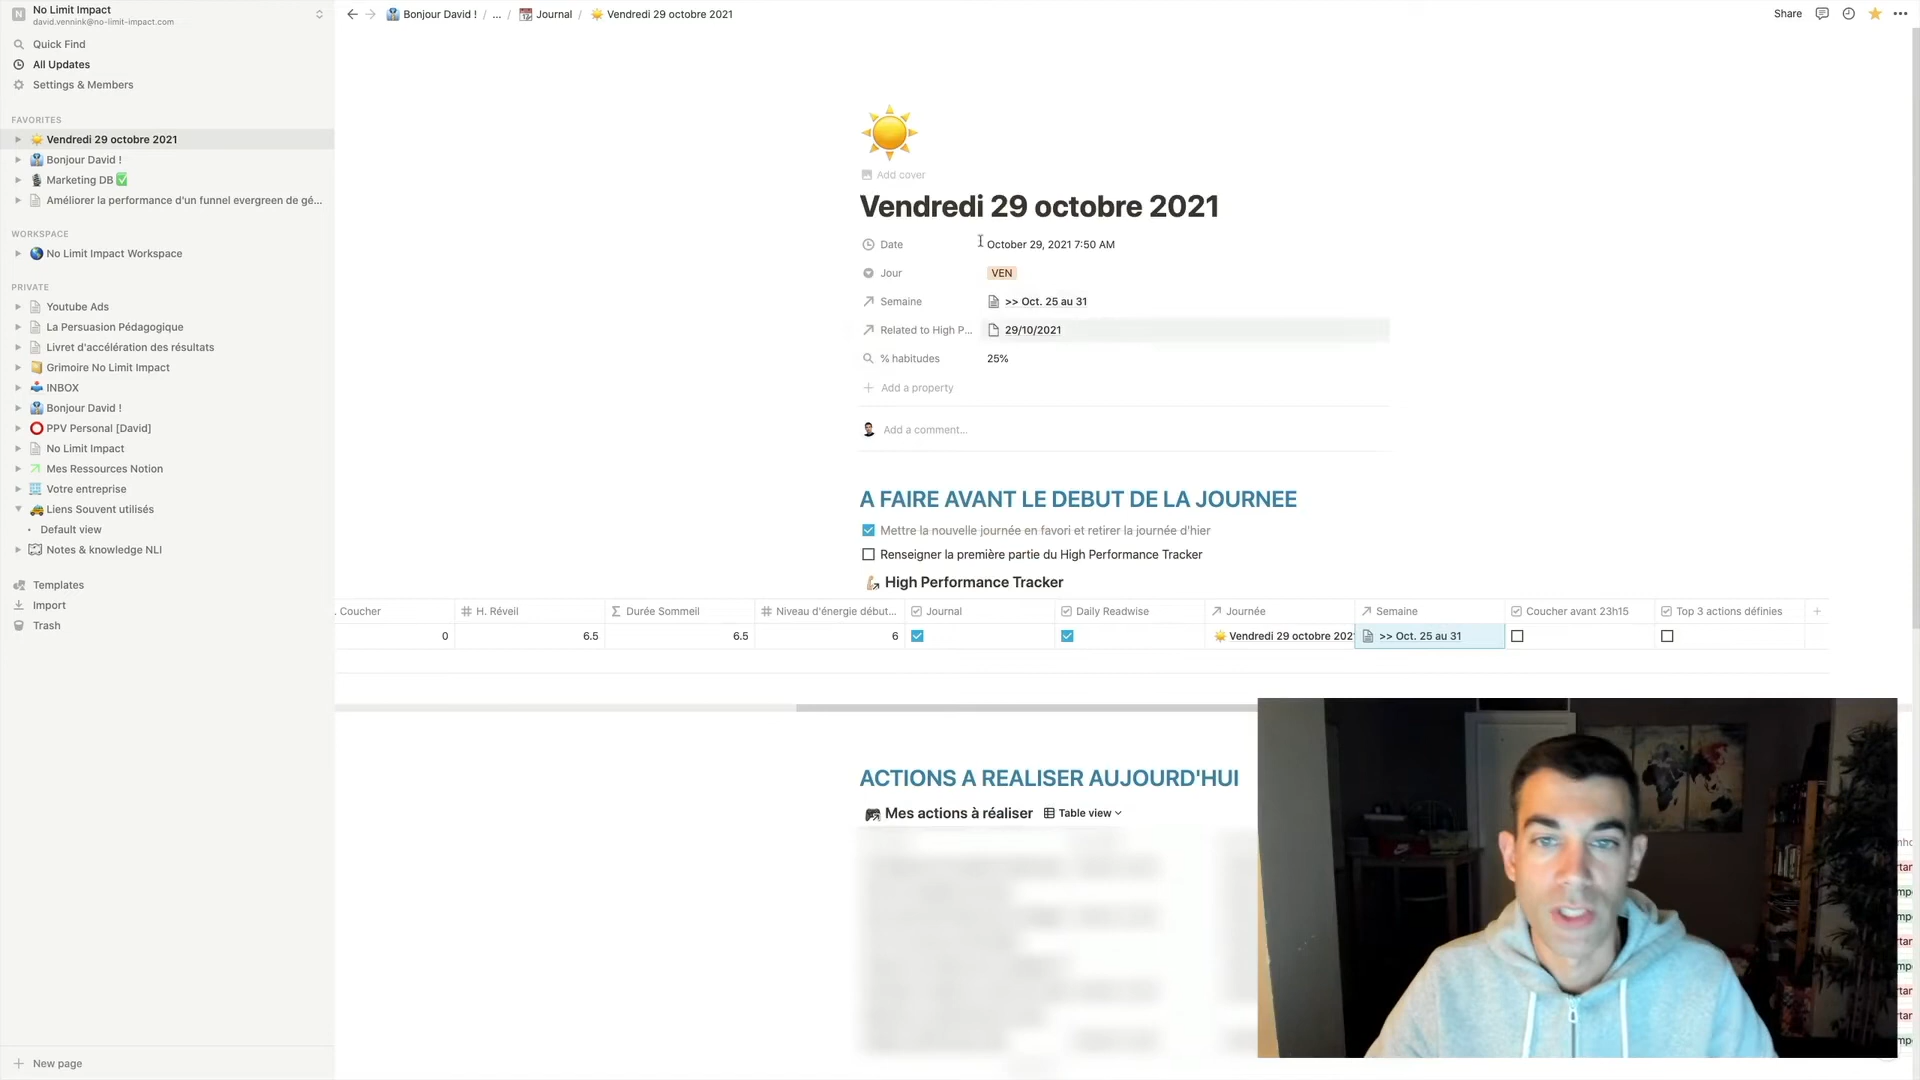 No Limit Impact
david.vennink@no-limit-impact.com
Quick Find
All Updates
Settings & Members
FAVORITES
Vendredi 29 octobre 2021
Bonjour David !
Marketing DB
Améliorer la performance d'un funnel evergreen de gé...
WORKSPACE
No Limit Impact Workspace
PRIVATE
Youtube Ads
La Persuasion Pédagogique
Livret d'accélération des résultats
Grimoire No Limit Impact
INBOX
Bonjour David !
PPV Personal [David]
No Limit Impact
Mes Ressources Notion
Votre entreprise
Liens Souvent utilisés
Default view
Notes & knowledge NLI
Templates
Import
Trash
New page
Bonjour David ! / ... / Journal / Vendredi 29 octobre 2021
Share
Add cover
Vendredi 29 octobre 2021
Date October 29, 2021 7:50 AM
Jour VEN
Semaine >> Oct. 25 au 31
Related to High P... 29/10/2021
% habitudes 25%
Add a property
Add a comment...
A FAIRE AVANT LE DEBUT DE LA JOURNEE
Mettre la nouvelle journée en favori et retirer la journée d'hier
Renseigner la première partie du High Performance Tracker
High Performance Tracker
. Coucher H. Réveil Durée Sommeil Niveau d'énergie début... Journal Daily Readwise Journée Semaine Coucher avant 23h15 Top 3 actions définies
0 6.5 6.5 6 Vendredi 29 octobre 202 >> Oct. 25 au 31
ACTIONS A REALISER AUJOURD'HUI
Mes actions à réaliser Table view